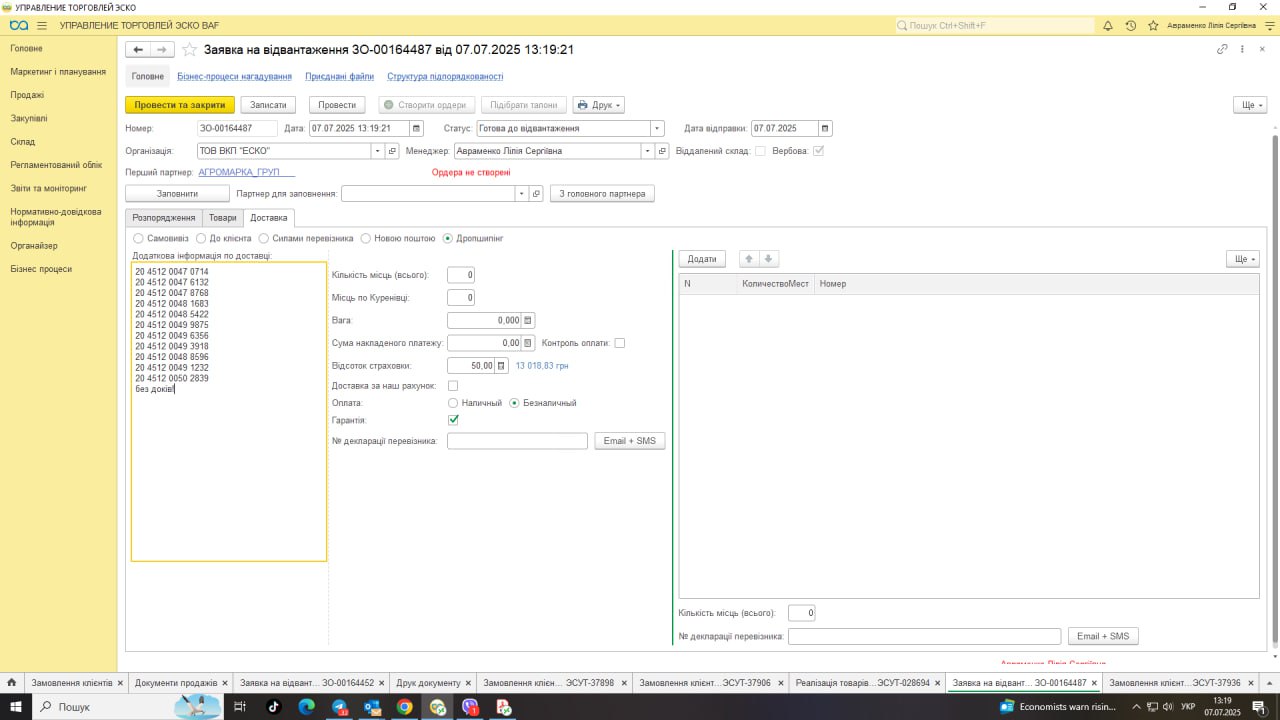 УПРАВЛЕНИЕ ТОРГОВЛЕЙ ЭСКО
УПРАВЛЕНИЕ ТОРГОВЛЕЙ ЭСКО BAF
Пошук Ctrl+Shift+F
Авраменко Лілія Сергіївна
Головне
Маркетинг і планування
Продажі
Закупівлі
Склад
Регламентований облік
Звіти та моніторинг
Нормативно-довідкова
інформація
Органайзер
Бізнес процеси
Заявка на відвантаження ЗО-00164487 від 07.07.2025 13:19:21
Головне Бізнес-процеси нагадування Приєднані файли Структура підпорядкованості
Провести та закрити Записати Провести Створити ордери Підібрати талони Друк Ще
Номер: ЗО-00164487 Дата: 07.07.2025 13:19:21 Статус: Готова до відвантаження Дата відправки: 07.07.2025
Організація: ТОВ ВКП "ЕСКО" Менеджер: Авраменко Лілія Сергіївна Віддалений склад: Вербова:
Перший партнер: АГРОМАРКА_ГРУП Ордера не створені
Заповнити Партнер для заповнення: З головного партнера
Розпорядження Товари Доставка
Самовивіз До клієнта Силами перевізника Новою поштою Дропшипінг
Додаткова інформація по доставці:
20 4512 0047 0714
20 4512 0047 6132
20 4512 0047 8768
20 4512 0048 1683
20 4512 0048 5422
20 4512 0049 9875
20 4512 0049 6356
20 4512 0049 3918
20 4512 0048 8596
20 4512 0049 1232
20 4512 0050 2839
без доків!
Кількість місць (всього): 0
Місць по Куренівці: 0
Вага: 0,000
Сума накладеного платежу: 0,00 Контроль оплати:
Відсоток страховки: 50,00 13 018,83 грн
Доставка за наш рахунок:
Оплата: Наличный Безналичный
Гарантія:
№ декларації перевізника: Email + SMS
Додати Ще
N КоличествоМест Номер
Кількість місць (всього): 0
№ декларації перевізника: Email + SMS
Авраменко Лілія Сергіївна
Замовлення клієнтів Документи продажів Заявка на відвант... ЗО-00164452 Друк документу Замовлення клієнт... ЭСУТ-37898 Замовлення клієнт...ЭСУТ-37906 Реалізація товарів...ЭСУТ-028694 Заявка на відвант... ЗО-00164487 Замовлення клієнт...ЭСУТ-37936
Пошук Economists warn risin... УКР 13:19
07.07.2025